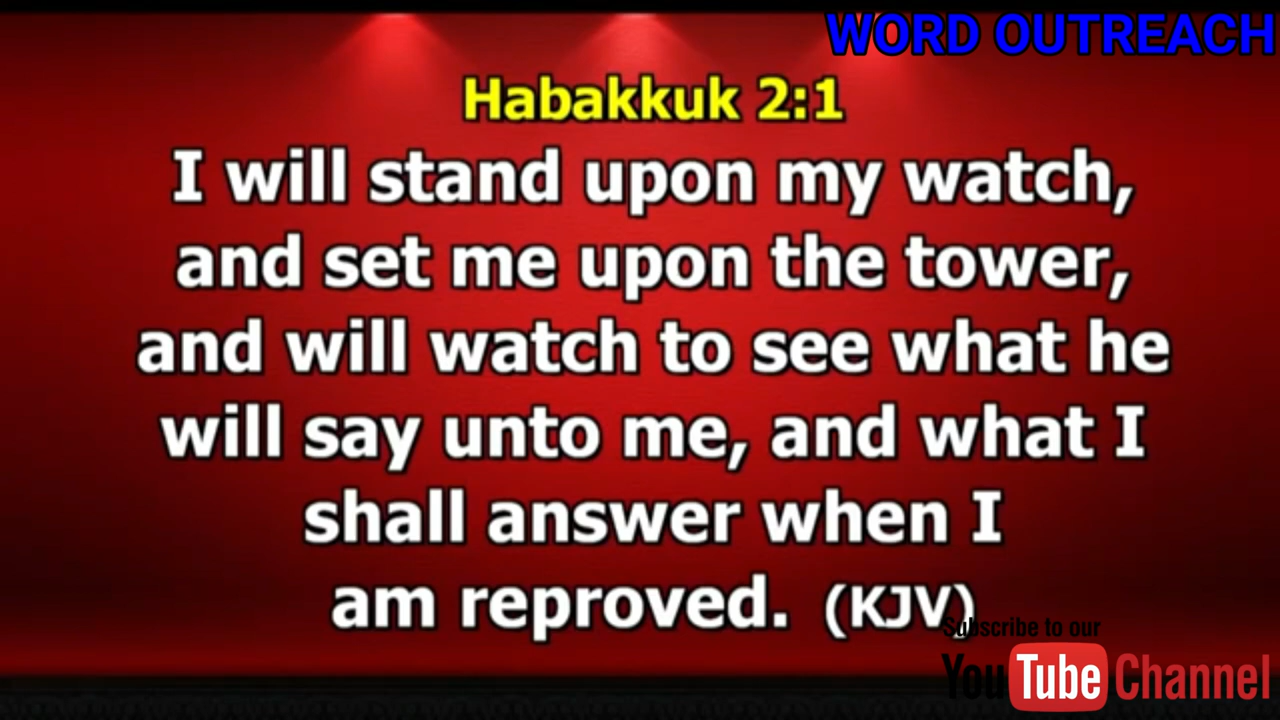 WORD OUTREACH
Habakkuk 2:1
I will stand upon my watch,
and set me upon the tower,
and will watch to see what he
will say unto me, and what I
shall answer when I
am reproved. (KJV)
Subscribe to our
YouTube Channel